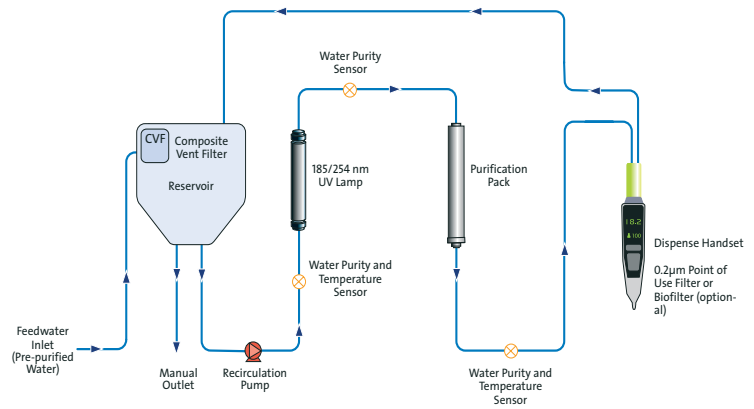 Water Purity
Sensor
CVF
Composite
Vent Filter
Reservoir
185/254 nm
UV Lamp
Purification
Pack
18.2
100
Dispense Handset
0.2µm Point of
Use Filter or
Biofilter (option-
al)
Water Purity and
Temperature
Sensor
Feedwater
Inlet
(Pre-purified
Water)
Manual
Outlet
Recirculation
Pump
Water Purity and
Temperature
Sensor